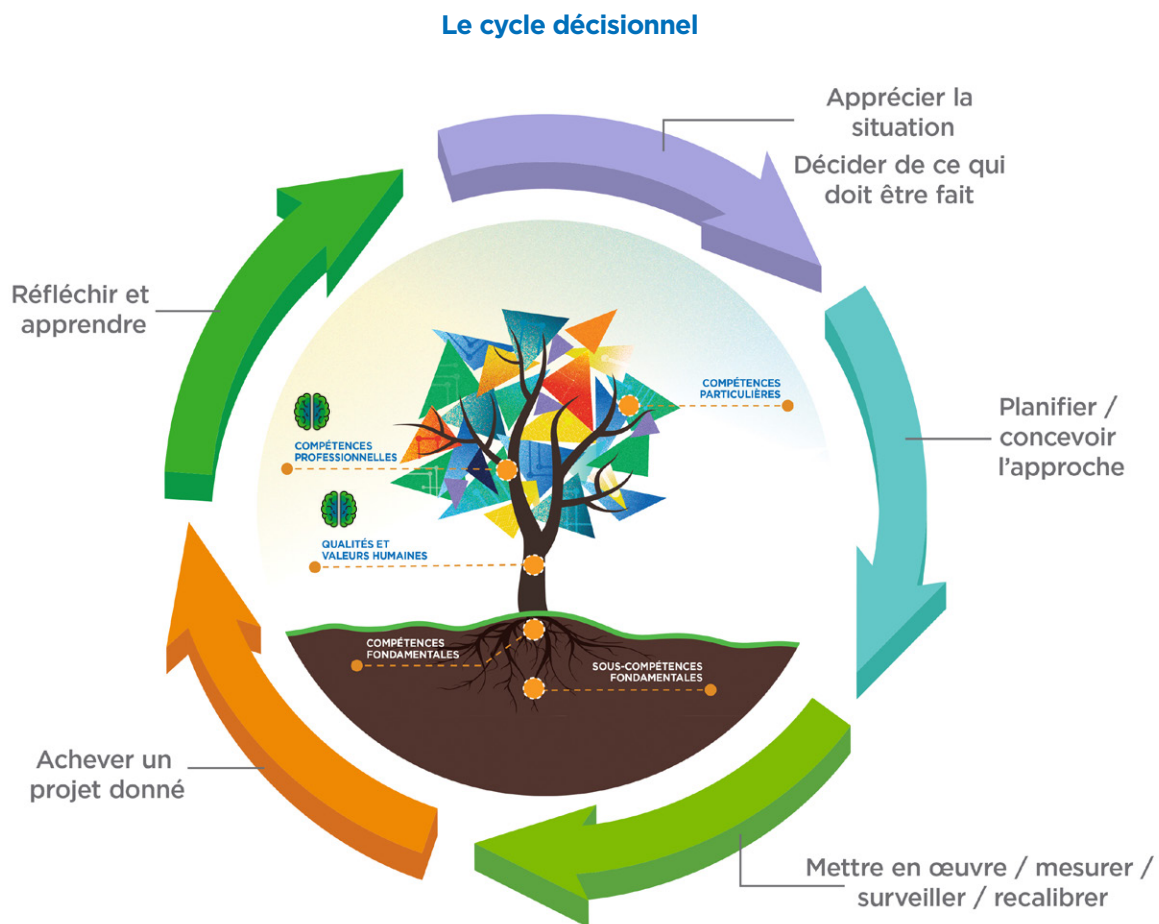 Le cycle décisionnel
Apprécier la
situation
Décider de ce qui
doit être fait
Planifier /
concevoir
l’approche
Mettre en œuvre / mesurer /
surveiller / recalibrer
Achever un
projet donné
Réfléchir et
apprendre
COMPÉTENCES
PARTICULIÈRES
COMPÉTENCES
PROFESSIONNELLES
QUALITÉS ET
VALEURS HUMAINES
COMPÉTENCES
FONDAMENTALES
SOUS-COMPÉTENCES
FONDAMENTALES